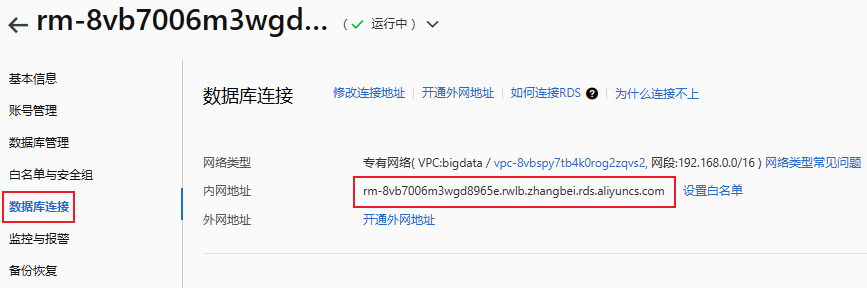 rm-8vb7006m3wgd... ( 运行中 )
基本信息
账号管理
数据库管理
白名单与安全组
数据库连接
监控与报警
备份恢复
数据库连接 修改连接地址 开通外网地址 如何连接RDS ? 为什么连接不上
网络类型 专有网络( VPC:bigdata / vpc-8vbspy7tb4k0rog2zqvs2, 网段:192.168.0.0/16 ) 网络类型常见问题
内网地址 rm-8vb7006m3wgd8965e.rwlb.zhangbei.rds.aliyuncs.com 设置白名单
外网地址 开通外网地址